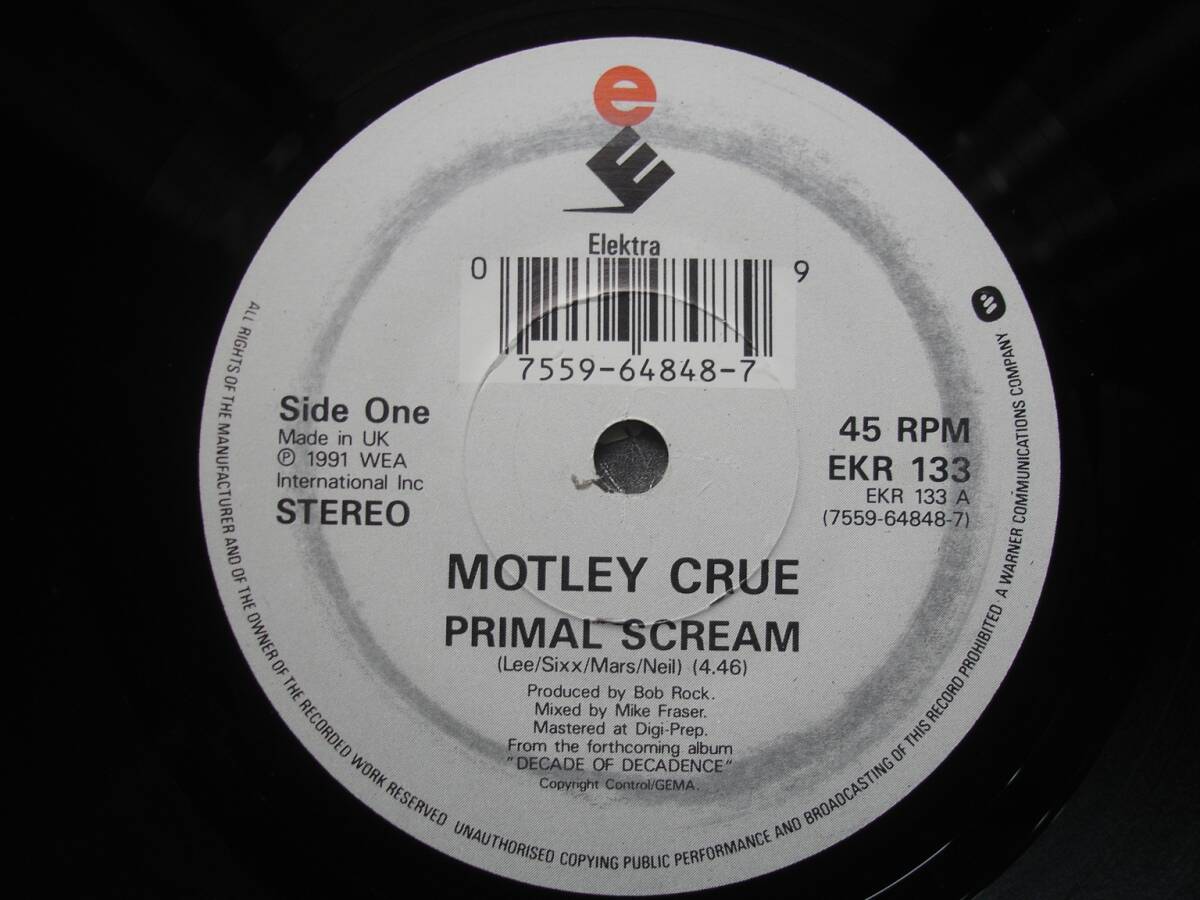 e
E
Elektra
0 9
7559-64848-7
Side One
Made in UK
℗ 1991 WEA
International Inc
STEREO
45 RPM
EKR 133
EKR 133 A
(7559-64848-7)
MOTLEY CRUE
PRIMAL SCREAM
(Lee/Sixx/Mars/Neil) (4.46)
Produced by Bob Rock.
Mixed by Mike Fraser.
Mastered at Digi-Prep.
From the forthcoming album
"DECADE OF DECADENCE"
Copyright Control/GEMA.
ALL RIGHTS OF THE MANUFACTURER AND OF THE OWNER OF THE RECORDED WORK RESERVED UNAUTHORISED COPYING PUBLIC PERFORMANCE AND BROADCASTING OF THIS RECORD PROHIBITED · A WARNER COMMUNICATIONS COMPANY